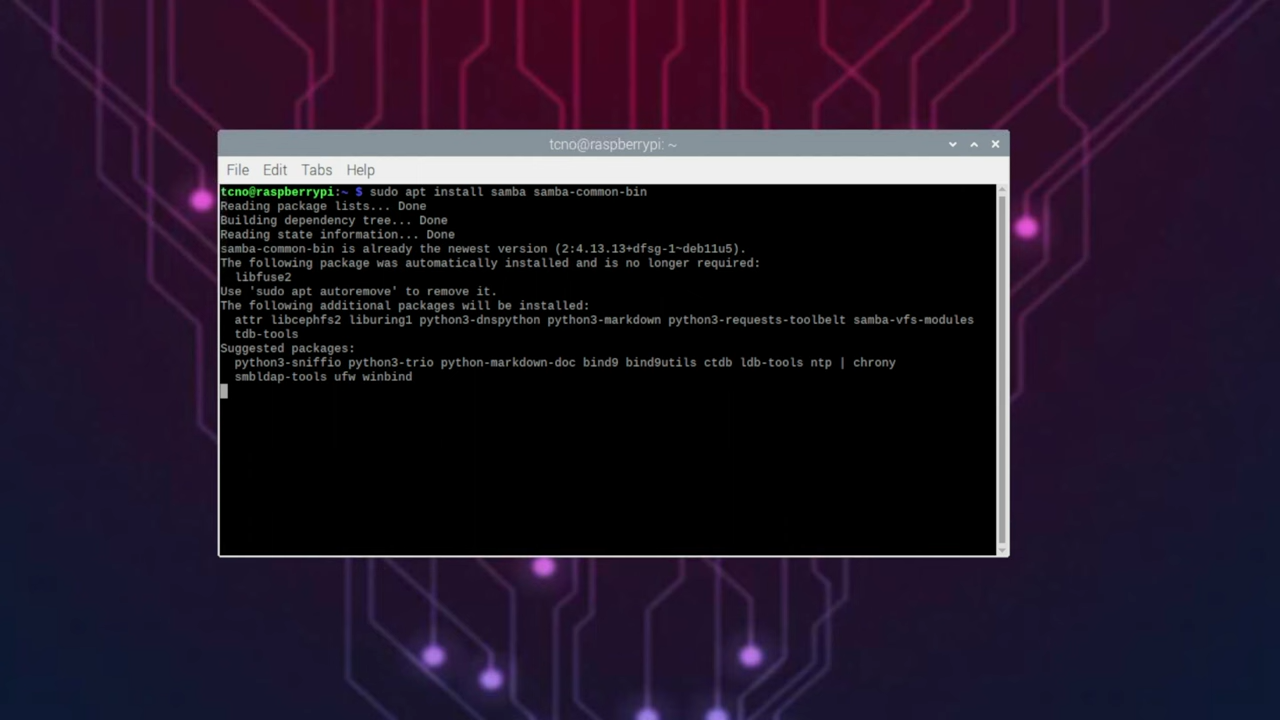 tcno@raspberrypi: ~
File Edit Tabs Help
tcno@raspberrypi:~ $ sudo apt install samba samba-common-bin
Reading package lists... Done
Building dependency tree... Done
Reading state information... Done
samba-common-bin is already the newest version (2:4.13.13+dfsg-1~deb11u5).
The following package was automatically installed and is no longer required:
  libfuse2
Use 'sudo apt autoremove' to remove it.
The following additional packages will be installed:
  attr libcephfs2 liburing1 python3-dnspython python3-markdown python3-requests-toolbelt samba-vfs-modules
  tdb-tools
Suggested packages:
  python3-sniffio python3-trio python-markdown-doc bind9 bind9utils ctdb ldb-tools ntp | chrony
  smbldap-tools ufw winbind